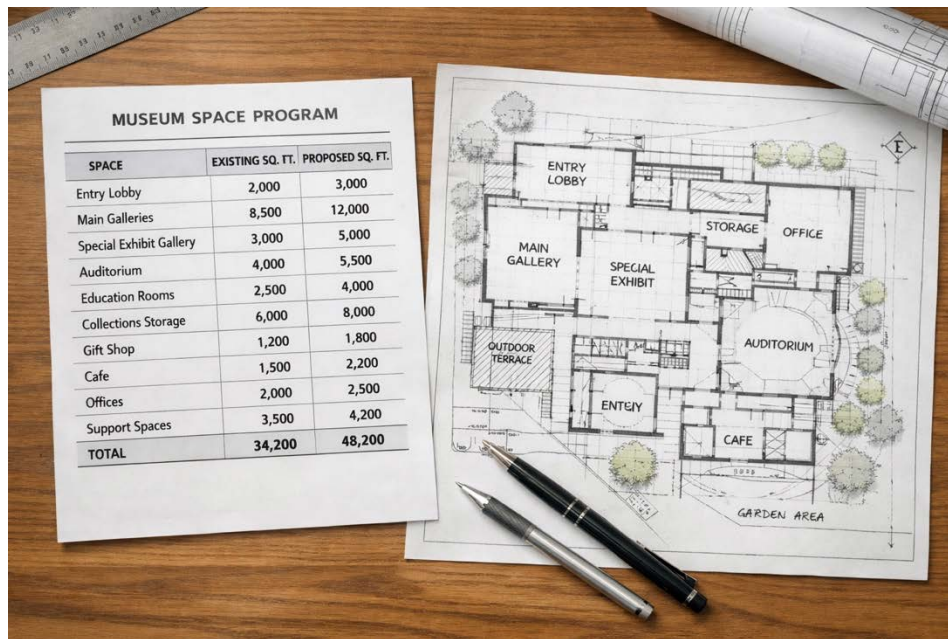 MUSEUM SPACE PROGRAM
SPACE EXISTING SQ. FT. PROPOSED SQ. FT.
Entry Lobby 2,000 3,000
Main Galleries 8,500 12,000
Special Exhibit Gallery 3,000 5,000
Auditorium 4,000 5,500
Education Rooms 2,500 4,000
Collections Storage 6,000 8,000
Gift Shop 1,200 1,800
Cafe 1,500 2,200
Offices 2,000 2,500
Support Spaces 3,500 4,200
TOTAL 34,200 48,200
E
ENTRY
LOBBY
STORAGE
OFFICE
MAIN
GALLERY
SPECIAL
EXHIBIT
OUTDOOR
TERRACE
AUDITORIUM
CAFE
GARDEN AREA